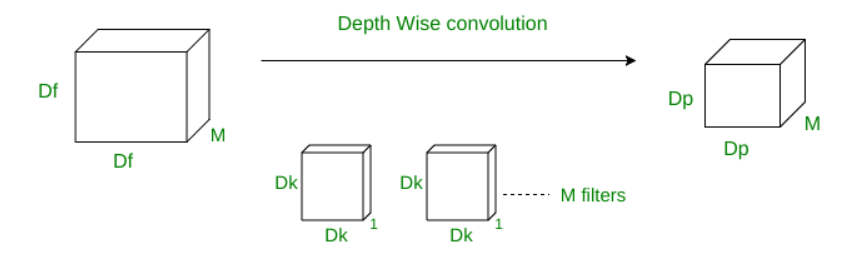 Depth Wise convolution
Df
M
Df
Dp
M
Dp
Dk
Dk
1
Dk
Dk
1
M filters